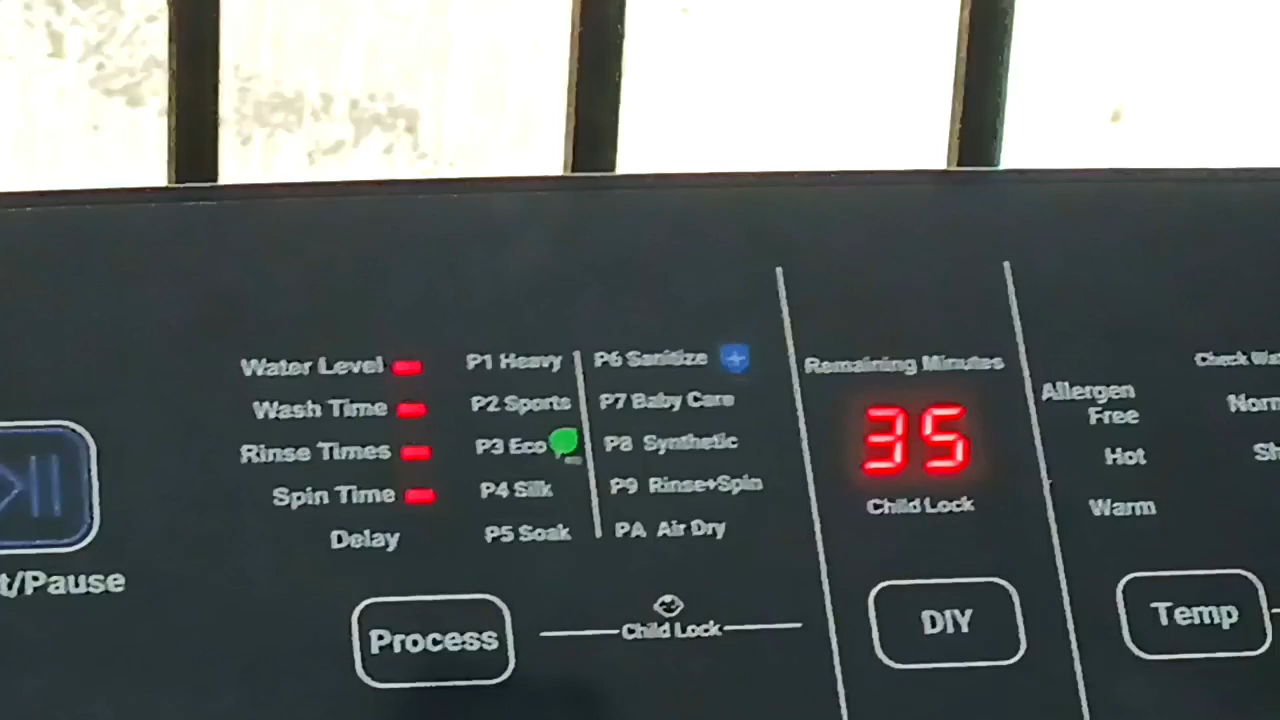 Water Level
Wash Time
Rinse Times
Spin Time
Delay
P1 Heavy
P2 Sports
P3 Eco
P4 Silk
P5 Soak
P6 Sanitize
P7 Baby Care
P8 Synthetic
P9 Rinse+Spin
PA Air Dry
Remaining Minutes
35
Child Lock
Allergen
Free
Hot
Warm
Check
t/Pause
Process
Child Lock
DIY
Temp